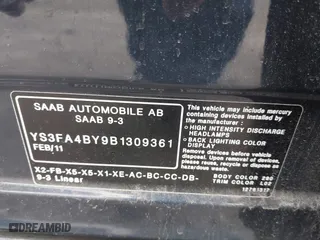 SAAB AUTOMOBILE AB
SAAB 9-3
YS3FA4BY9B1309361
FEB/11
X2-FB-X5-X5-X1-XE-AC-BC-CC-DB-
9-3 Linear
This vehicle may include mercury
containing devices installed by the
manufacturer:
• HIGH INTENSITY DISCHARGE
HEADLAMPS
• BACK LIGHTING COLOR
DISPLAY
Remove devices before vehicle disposal.
Upon removal of devices please reuse,
recycle or dispose as hazardous waste.
BODY COLOR
TRIM COLOR L02
DREAMBID